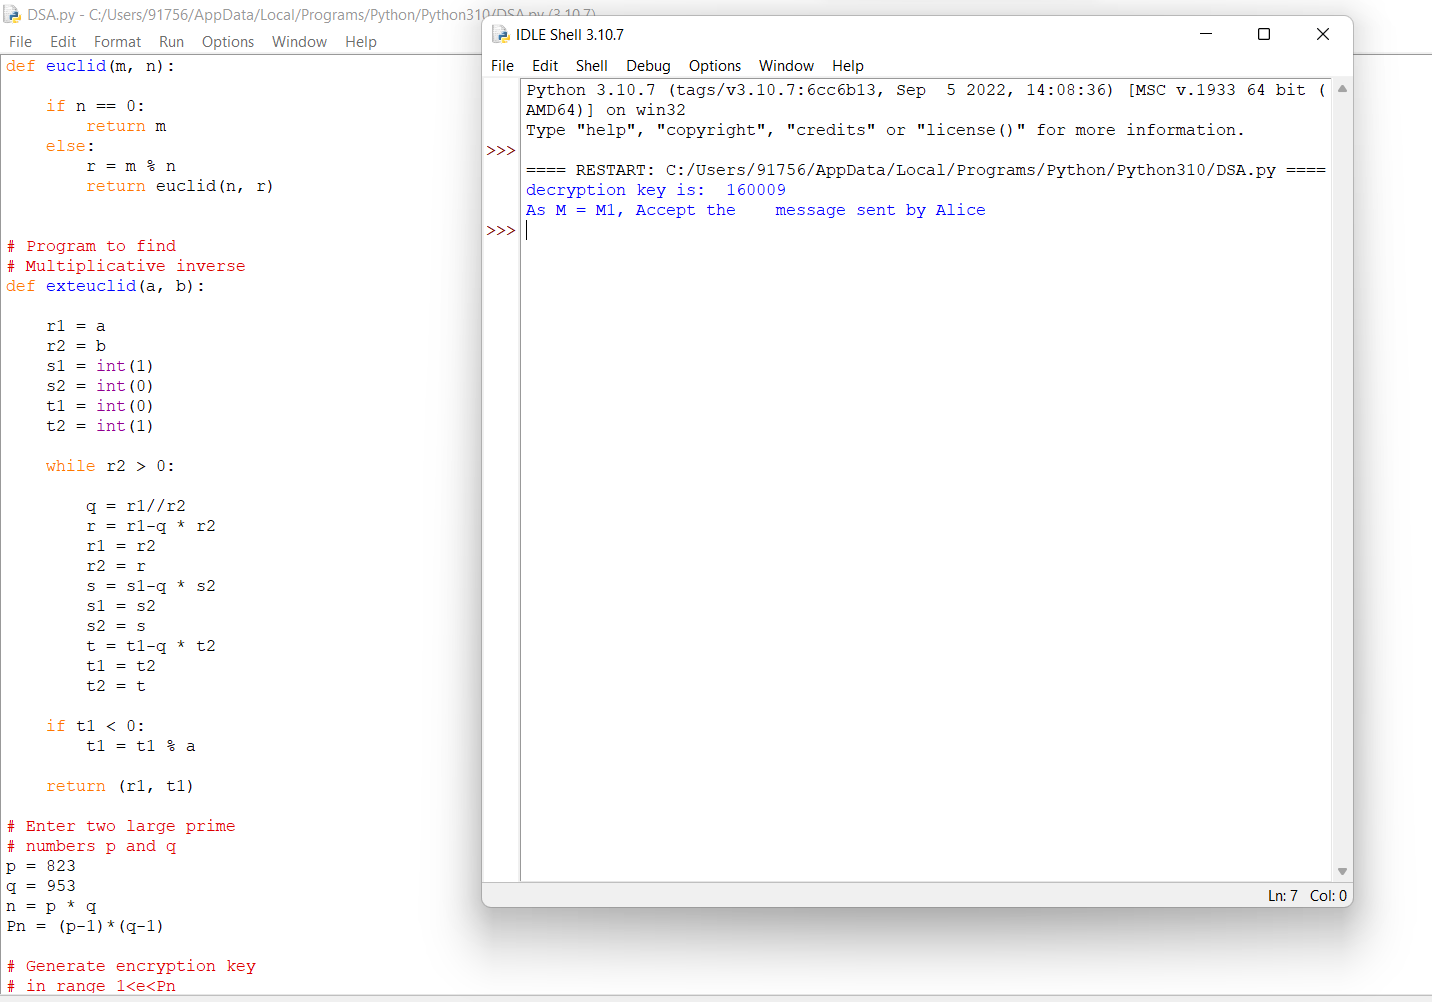 DSA.py - C:/Users/91756/AppData/Local/Programs/Python/Python310/DSA.py (3.10.7)
File Edit Format Run Options Window Help
def euclid(m, n):
    if n == 0:
        return m
    else:
        r = m % n
        return euclid(n, r)
# Program to find
# Multiplicative inverse
def exteuclid(a, b):
    r1 = a
    r2 = b
    s1 = int(1)
    s2 = int(0)
    t1 = int(0)
    t2 = int(1)
    while r2 > 0:
        q = r1//r2
        r = r1-q * r2
        r1 = r2
        r2 = r
        s = s1-q * s2
        s1 = s2
        s2 = s
        t = t1-q * t2
        t1 = t2
        t2 = t
    if t1 < 0:
        t1 = t1 % a
    return (r1, t1)
# Enter two large prime
# numbers p and q
p = 823
q = 953
n = p * q
Pn = (p-1)*(q-1)
# Generate encryption key
# in range 1<e<Pn
IDLE Shell 3.10.7
File Edit Shell Debug Options Window Help
Python 3.10.7 (tags/v3.10.7:6cc6b13, Sep  5 2022, 14:08:36) [MSC v.1933 64 bit (
AMD64)] on win32
Type "help", "copyright", "credits" or "license()" for more information.
>>>
==== RESTART: C:/Users/91756/AppData/Local/Programs/Python/Python310/DSA.py ====
decryption key is:  160009
As M = M1, Accept the    message sent by Alice
>>>
Ln: 7 Col: 0